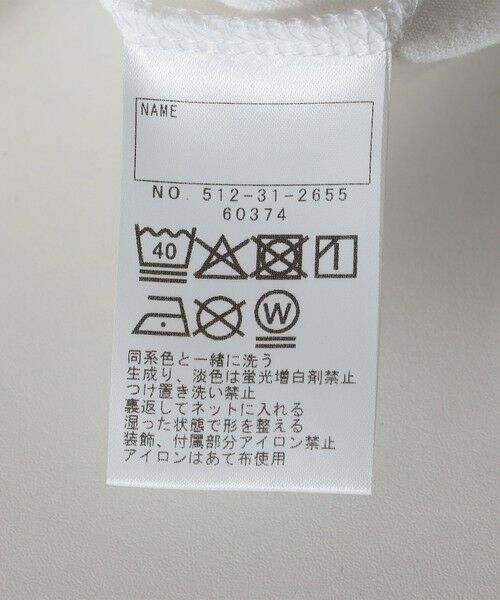 NAME
NO. 512-31-2655
60374
40
W
同系色と一緒に洗う
生成り、淡色は蛍光増白剤禁止
つけ置き洗い禁止
裏返してネットに入れる
湿った状態で形を整える
装飾、付属部分アイロン禁止
アイロンはあて布使用